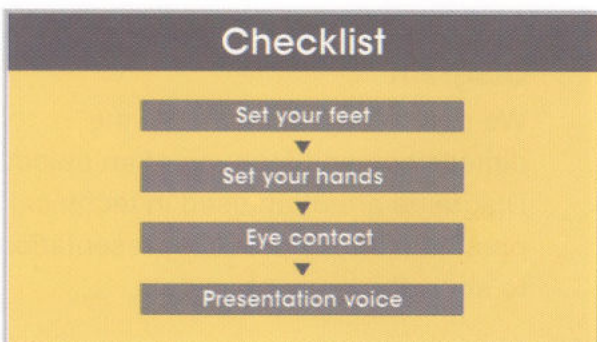 Checklist
Set your feet
Set your hands
Eye contact
Presentation voice